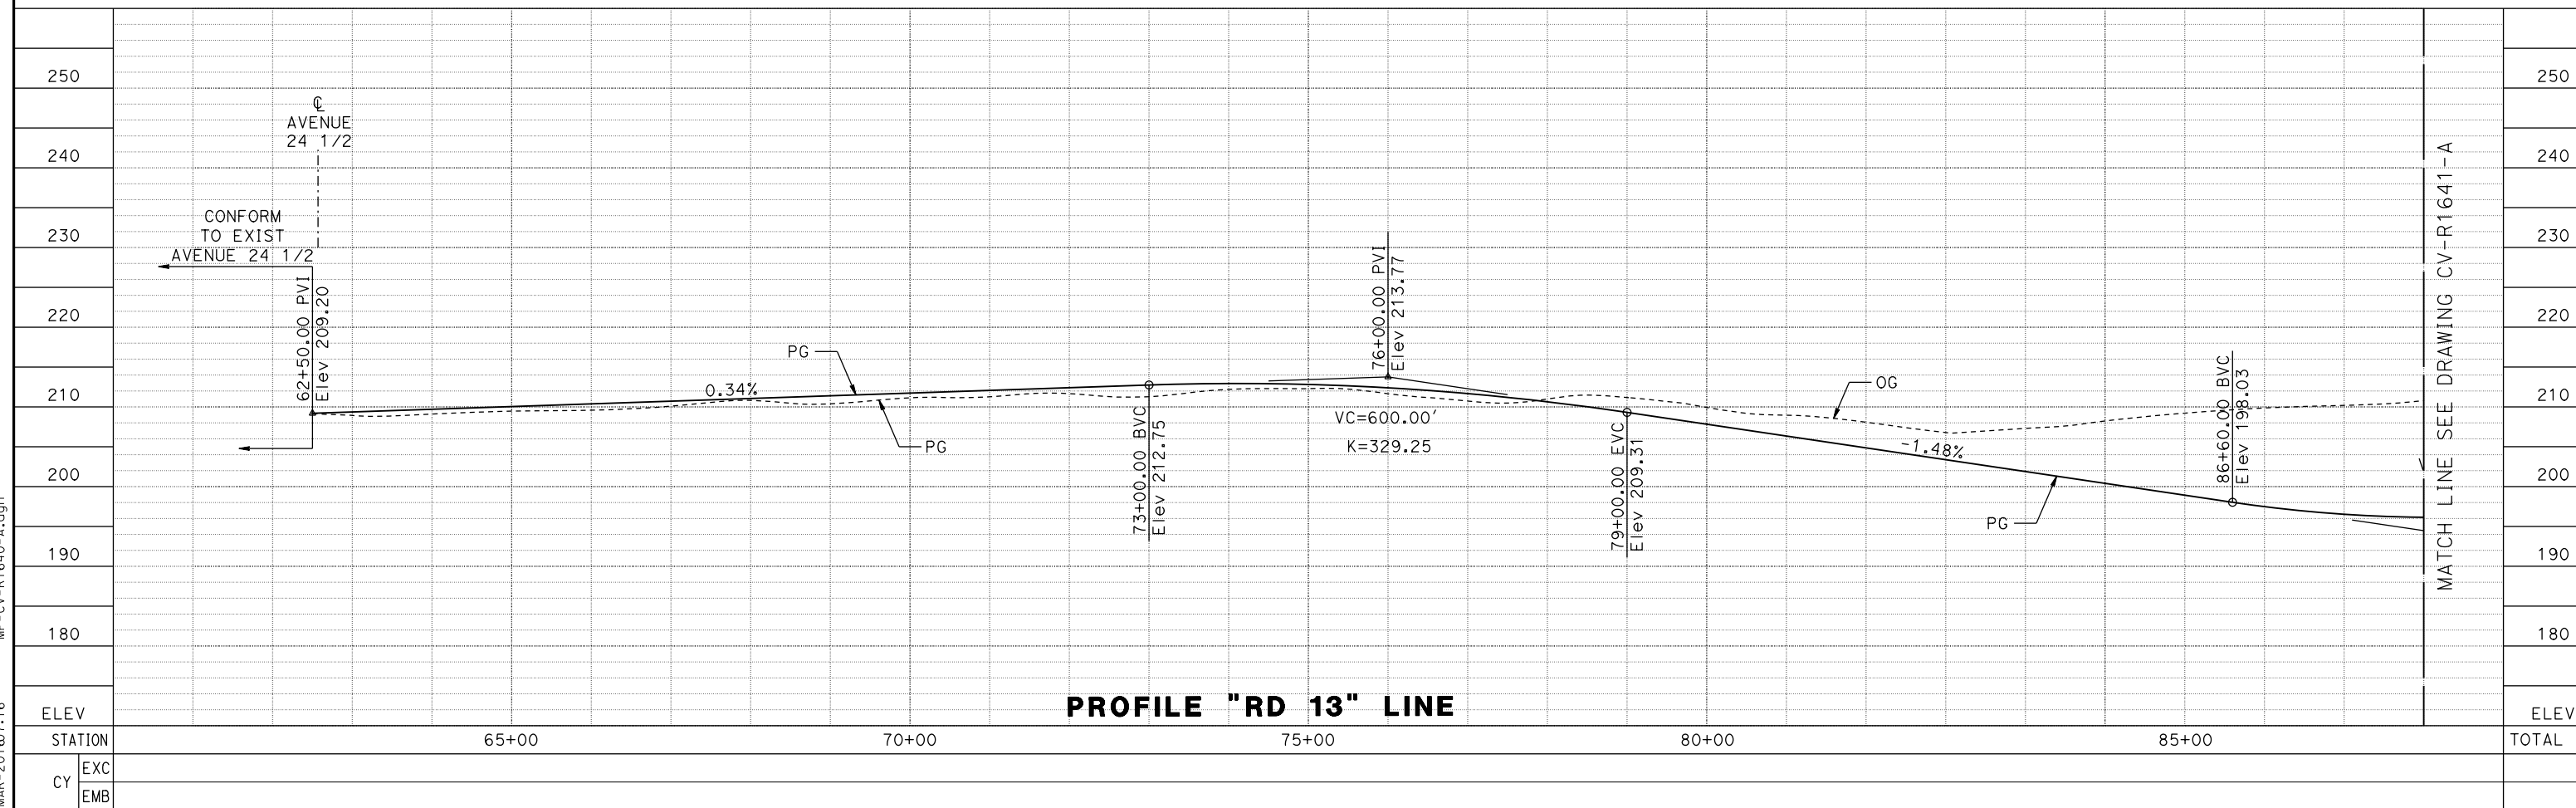 250
240
230
220
210
200
190
180
ELEV
℄
AVENUE
24 1/2
CONFORM
TO EXIST
AVENUE 24 1/2
62+50.00 PVI
Elev 209.20
0.34%
PG
PG
73+00.00 BVC
Elev 212.75
76+00.00 PVI
Elev 213.77
VC=600.00'
K=329.25
79+00.00 EVC
Elev 209.31
OG
-1.48%
PG
86+60.00 BVC
Elev 198.03
MATCH LINE SEE DRAWING CV-R1641-A
250
240
230
220
210
200
190
180
ELEV
PROFILE "RD 13" LINE
STATION 65+00 70+00 75+00 80+00 85+00 TOTAL
CY
EXC
EMB